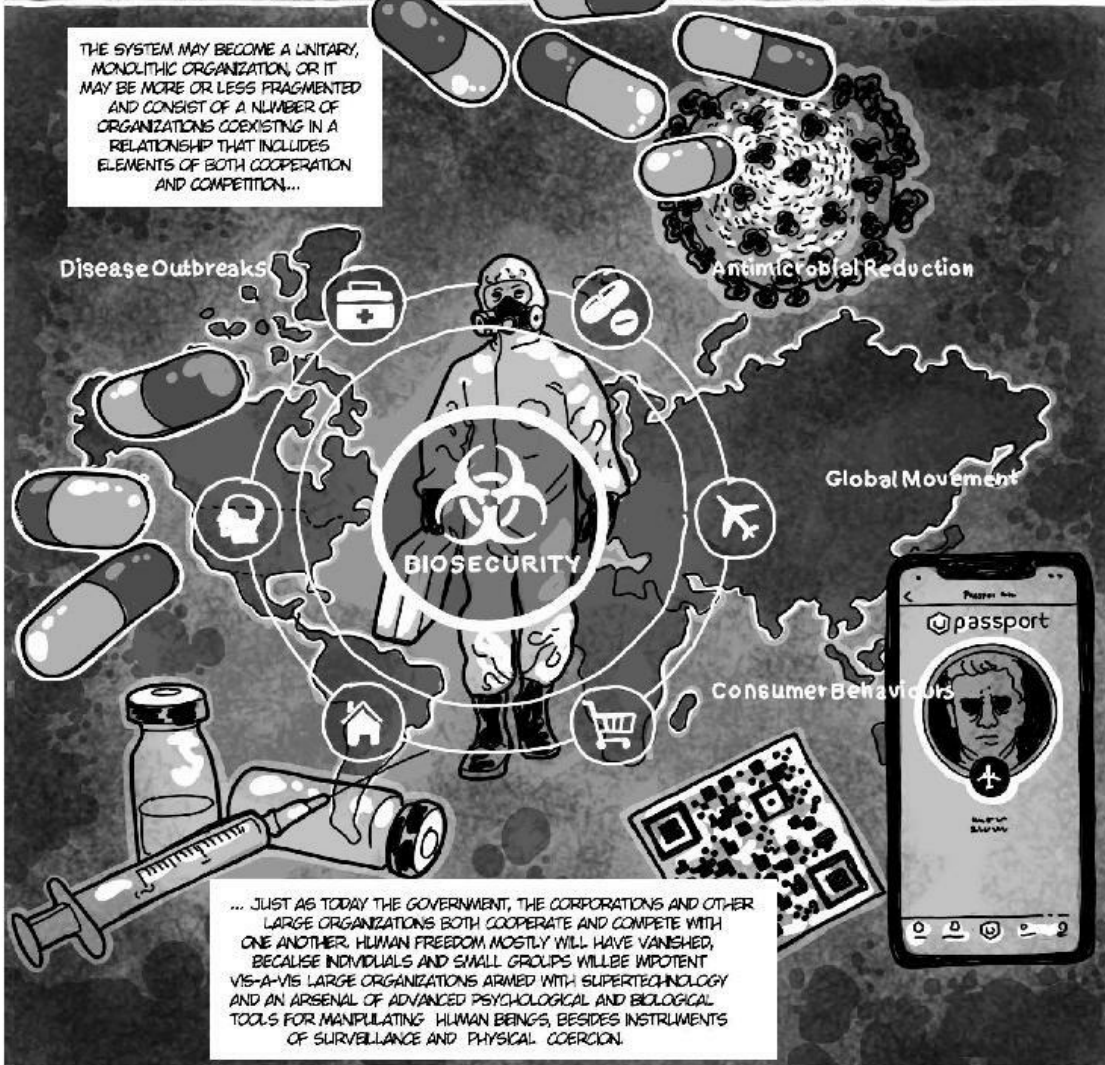 THE SYSTEM MAY BECOME A UNITARY,
MONOLITHIC ORGANIZATION, OR IT
MAY BE MORE OR LESS FRAGMENTED
AND CONSIST OF A NUMBER OF
ORGANIZATIONS COEXISTING IN A
RELATIONSHIP THAT INCLUDES
ELEMENTS OF BOTH COOPERATION
AND COMPETITION...
Disease Outbreaks
Antimicrobial Reduction
Global Movement
BIOSECURITY
passport
Consumer Behaviours
... JUST AS TODAY THE GOVERNMENT, THE CORPORATIONS AND OTHER
LARGE ORGANIZATIONS BOTH COOPERATE AND COMPETE WITH
ONE ANOTHER. HUMAN FREEDOM MOSTLY WILL HAVE VANISHED,
BECAUSE INDIVIDUALS AND SMALL GROUPS WILLBE IMPOTENT
VIS-A-VIS LARGE ORGANIZATIONS ARMED WITH SUPERTECHNOLOGY
AND AN ARSENAL OF ADVANCED PSYCHOLOGICAL AND BIOLOGICAL
TOOLS FOR MANIPULATING HUMAN BEINGS, BESIDES INSTRUMENTS
OF SURVEILLANCE AND PHYSICAL COERCION.